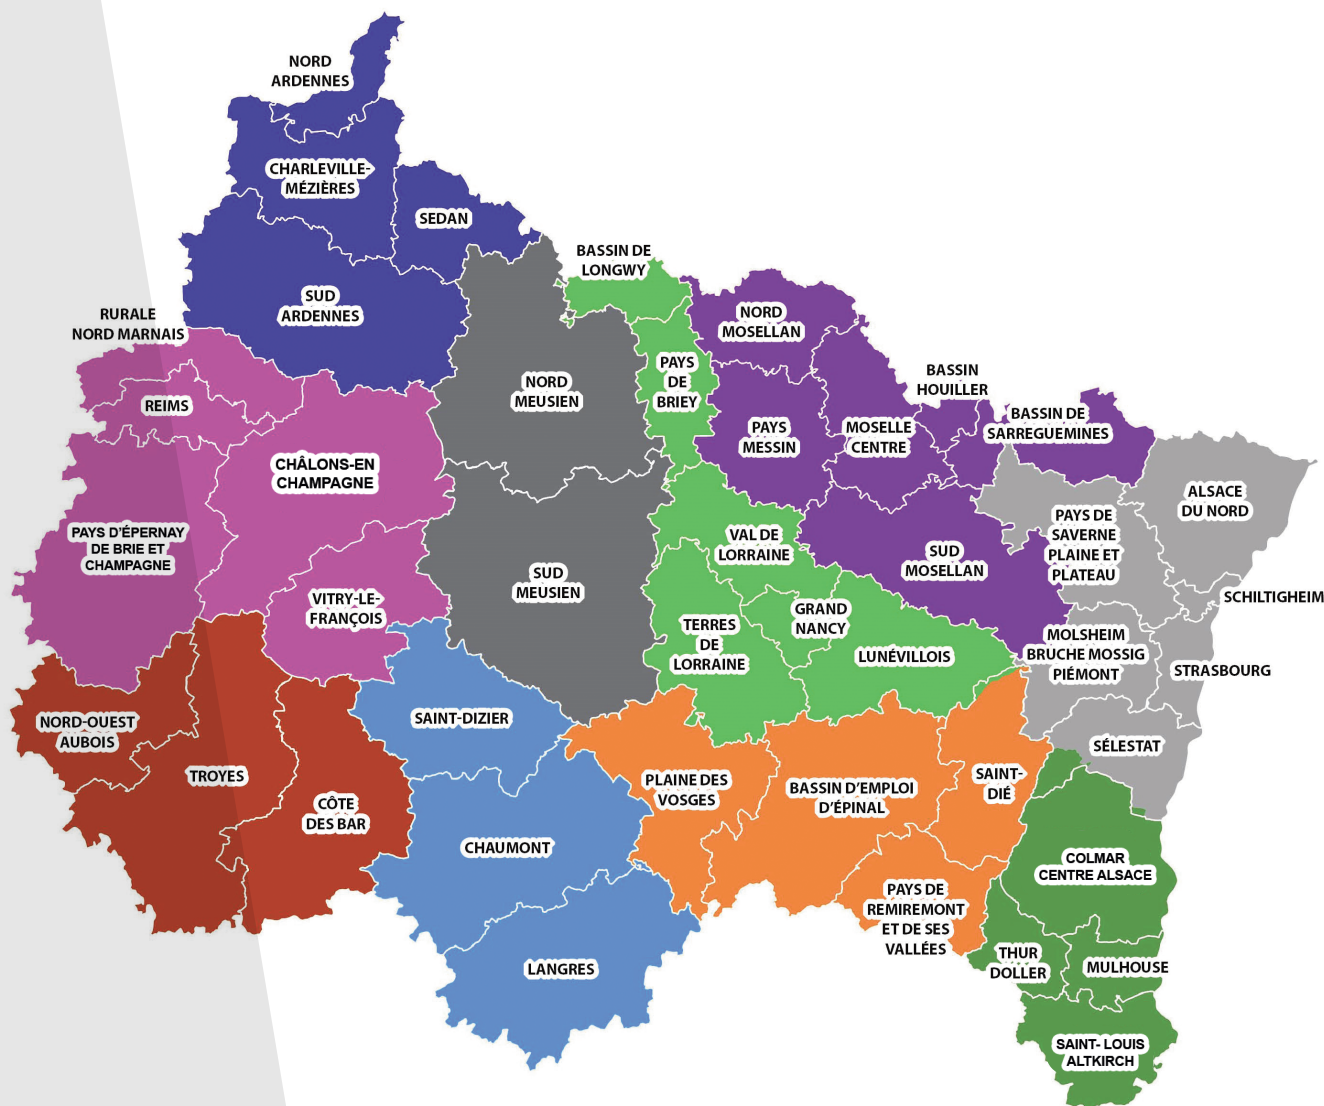 NORD
ARDENNES
CHARLEVILLE-
MÉZIÈRES
SEDAN
SUD
ARDENNES
BASSIN DE
LONGWY
RURALE
NORD MARNAIS
REIMS
NORD
MEUSIEN
PAYS
DE
BRIEY
NORD
MOSELLAN
BASSIN
HOUILLER
PAYS
MESSIN
MOSELLE
CENTRE
BASSIN DE
SARREGUEMINES
CHÂLONS-EN
CHAMPAGNE
ALSACE
DU NORD
PAYS D'ÉPERNAY
DE BRIE ET
CHAMPAGNE
VAL DE
LORRAINE
SUD
MOSELLAN
PAYS DE
SAVERNE
PLAINE ET
PLATEAU
SUD
MEUSIEN
VITRY-LE-
FRANÇOIS
SCHILTIGHEIM
GRAND
NANCY
TERRES
DE
LORRAINE
LUNÉVILLOIS
MOLSHEIM
BRUCHE MOSSIG
PIÉMONT
STRASBOURG
NORD-OUEST
AUBOIS
SAINT-DIZIER
SÉLESTAT
TROYES
CÔTE
DES BAR
PLAINE DES
VOSGES
BASSIN D'EMPLOI
D'ÉPINAL
SAINT-
DIÉ
CHAUMONT
COLMAR
CENTRE ALSACE
PAYS DE
REMIREMONT
ET DE SES
VALLÉES
LANGRES
THUR
DOLLER
MULHOUSE
SAINT- LOUIS
ALTKIRCH